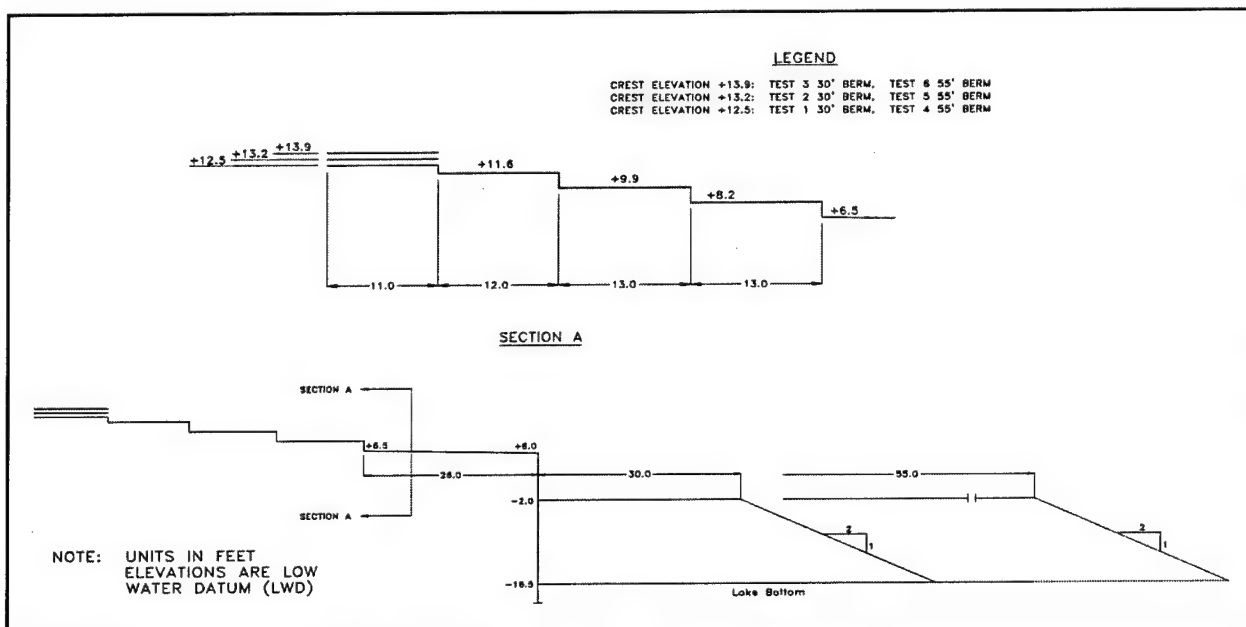 LEGEND
CREST ELEVATION +13.9: TEST 3 30' BERM, TEST 6 55' BERM
CREST ELEVATION +13.2: TEST 2 30' BERM, TEST 5 55' BERM
CREST ELEVATION +12.5: TEST 1 30' BERM, TEST 4 55' BERM
+12.5 +13.2 +13.9
+11.6
+9.9
+8.2
+6.5
11.0 12.0 13.0 13.0
SECTION A
SECTION A
+6.5 +6.0
26.0 30.0 55.0
-2.0
SECTION A
2 1
2 1
NOTE: UNITS IN FEET
ELEVATIONS ARE LOW
WATER DATUM (LWD)
-16.5
Lake Bottom